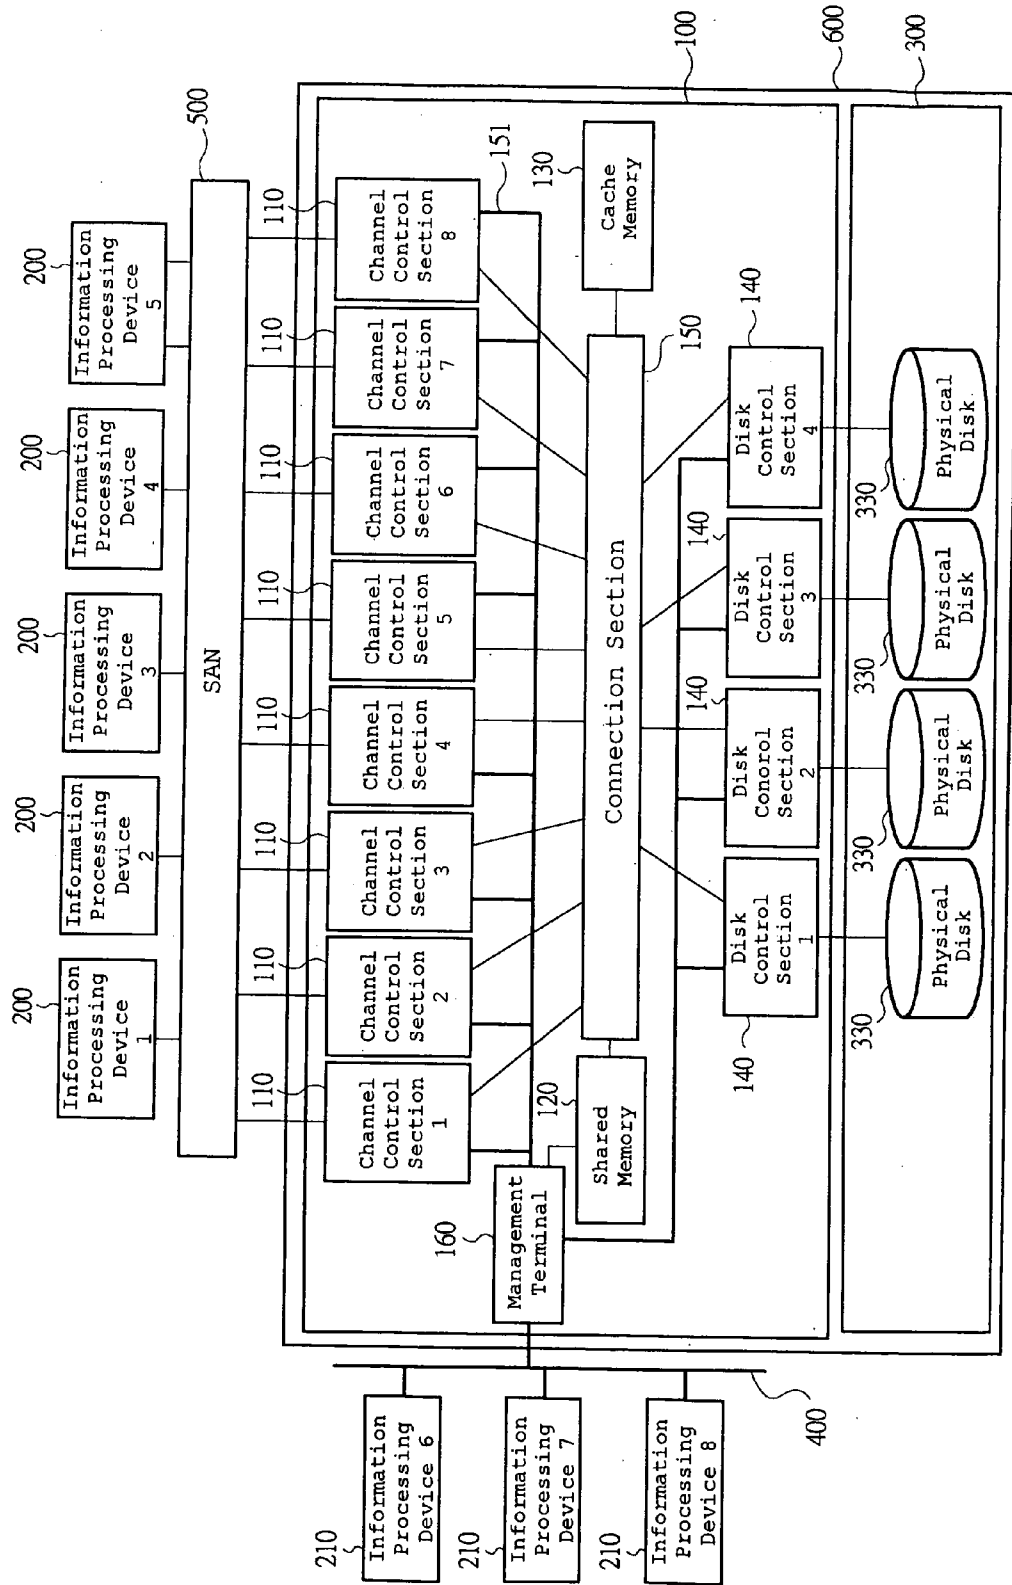 200
Information
Processing
Device
1
200
Information
Processing
Device
2
200
Information
Processing
Device
3
200
Information
Processing
Device
4
200
Information
Processing
Device
5
500
SAN
110
Channel
Control
Section
1
110
Channel
Control
Section
2
110
Channel
Control
Section
3
110
Channel
Control
Section
4
110
Channel
Control
Section
5
110
Channel
Control
Section
6
110
Channel
Control
Section
7
110
Channel
Control
Section
8
151
100
600
300
160
Management
Terminal
120
Shared
Memory
Connection Section
150
130
Cache
Memory
140
Disk
Control
Section
1
140
Disk
Conorol
Section
2
140
Disk
Control
Section
3
140
Disk
Control
Section
4
330
Physical
Disk
330
Physical
Disk
330
Physical
Disk
330
Physical
Disk
210
Information
Processing
Device 6
210
Information
Processing
Device 7
210
Information
Processing
Device 8
400